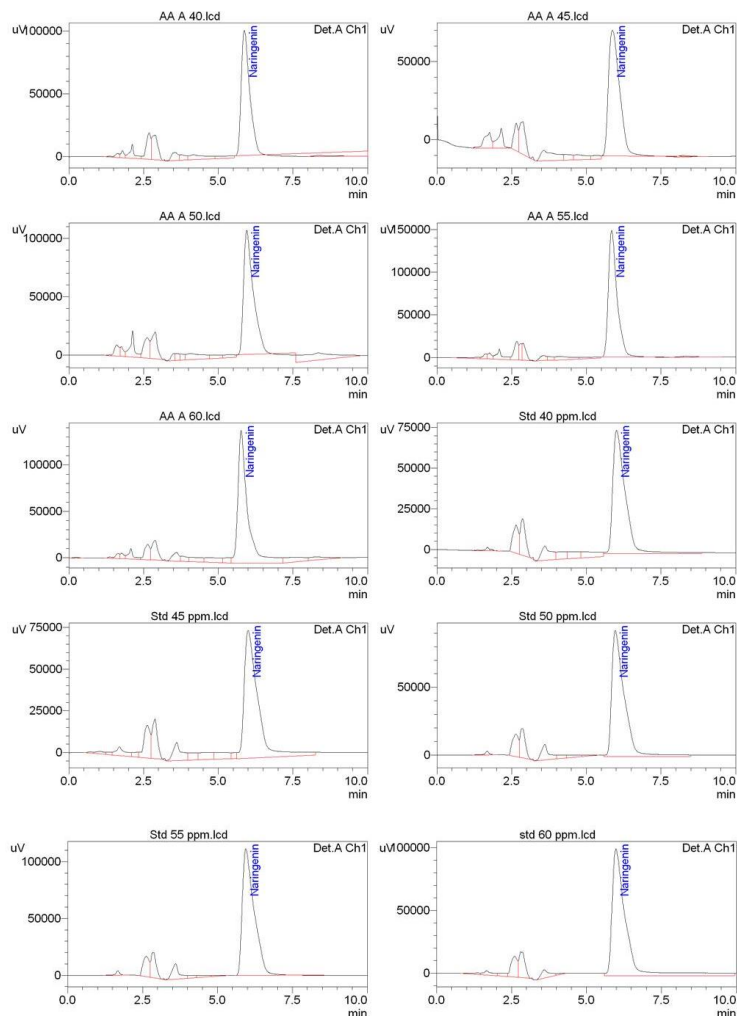 AA A 40.lcd
uV
Det.A Ch1
100000
50000
0
Naringenin
0.0 2.5 5.0 7.5 10.0
min
AA A 45.lcd
uV
Det.A Ch1
50000
0
Naringenin
0.0 2.5 5.0 7.5 10.0
min
AA A 50.lcd
uV
Det.A Ch1
100000
50000
0
Naringenin
0.0 2.5 5.0 7.5 10.0
min
AA A 55.lcd
uV
Det.A Ch1
150000
100000
50000
0
Naringenin
0.0 2.5 5.0 7.5 10.0
min
AA A 60.lcd
uV
Det.A Ch1
100000
50000
0
Naringenin
0.0 2.5 5.0 7.5 10.0
min
Std 40 ppm.lcd
uV
Det.A Ch1
75000
50000
25000
0
Naringenin
0.0 2.5 5.0 7.5 10.0
min
Std 45 ppm.lcd
uV
Det.A Ch1
75000
50000
25000
0
Naringenin
0.0 2.5 5.0 7.5 10.0
min
Std 50 ppm.lcd
uV
Det.A Ch1
50000
0
Naringenin
0.0 2.5 5.0 7.5 10.0
min
Std 55 ppm.lcd
uV
Det.A Ch1
100000
50000
0
Naringenin
0.0 2.5 5.0 7.5 10.0
min
std 60 ppm.lcd
uV
Det.A Ch1
100000
50000
0
Naringenin
0.0 2.5 5.0 7.5 10.0
min